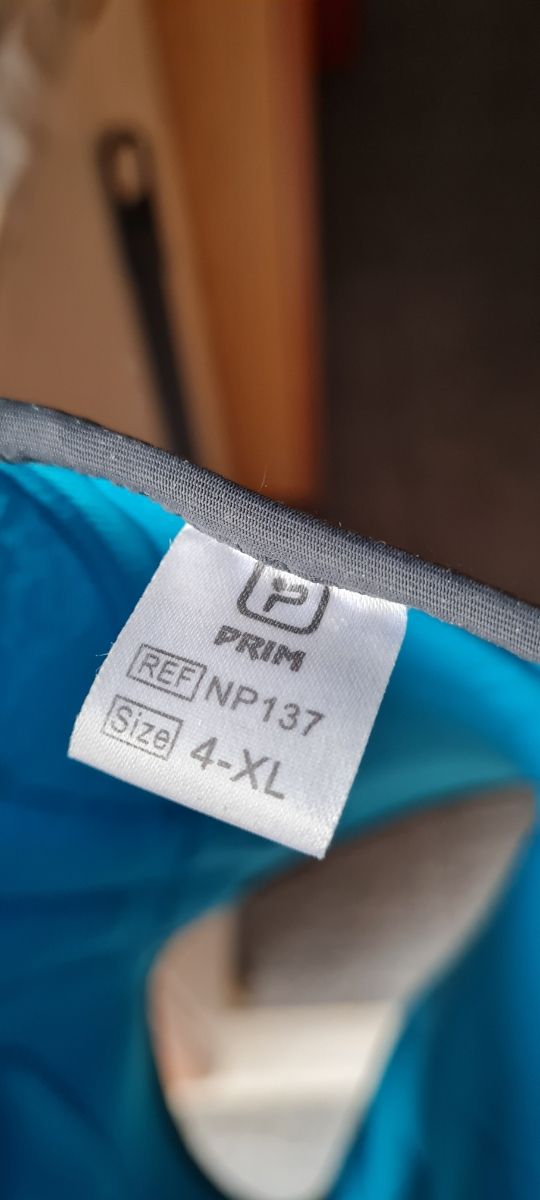 PRIM
REF NP137
Size 4-XL